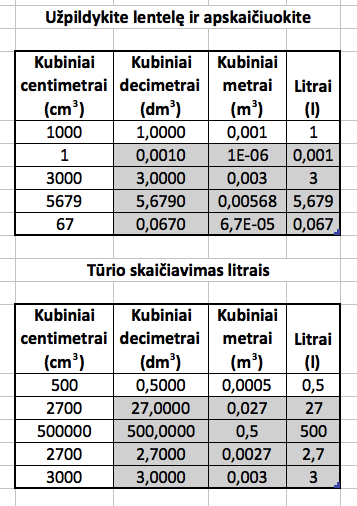 Užpildykite lentelę ir apskaičiuokite
Kubiniai centimetrai (cm³) Kubiniai decimetrai (dm³) Kubiniai metrai (m³) Litrai (l)
1000 1,0000 0,001 1
1 0,0010 1E-06 0,001
3000 3,0000 0,003 3
5679 5,6790 0,00568 5,679
67 0,0670 6,7E-05 0,067
Tūrio skaičiavimas litrais
Kubiniai centimetrai (cm³) Kubiniai decimetrai (dm³) Kubiniai metrai (m³) Litrai (l)
500 0,5000 0,0005 0,5
2700 27,0000 0,027 27
500000 500,0000 0,5 500
2700 2,7000 0,0027 2,7
3000 3,0000 0,003 3